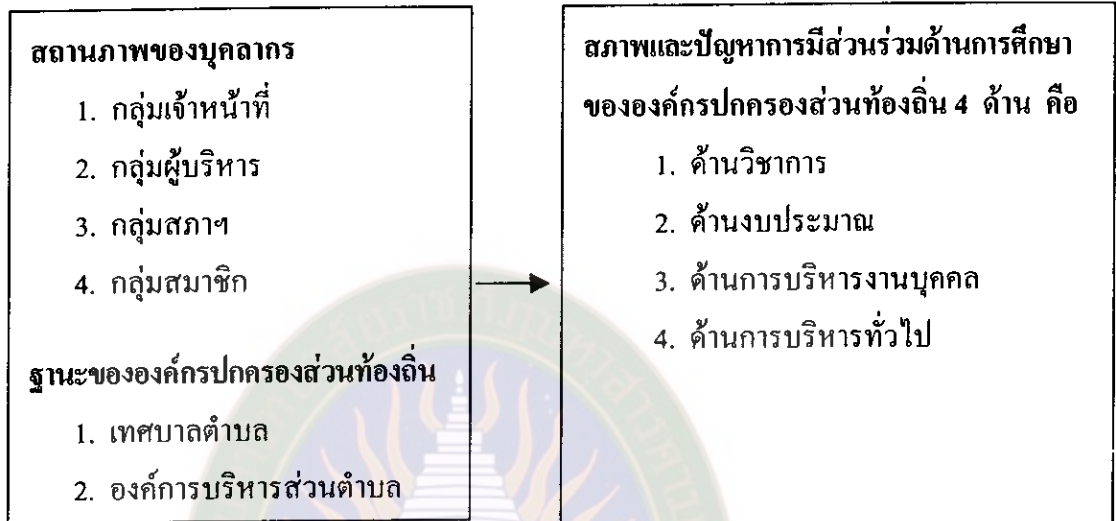 สถานภาพของบุคลากร
1. กลุ่มเจ้าหน้าที่
2. กลุ่มผู้บริหาร
3. กลุ่มสภาฯ
4. กลุ่มสมาชิก
ฐานะขององค์กรปกครองส่วนท้องถิ่น
1. เทศบาลตำบล
2. องค์การบริหารส่วนตำบล
สภาพและปัญหาการมีส่วนร่วมด้านการศึกษา
ขององค์กรปกครองส่วนท้องถิ่น 4 ด้าน คือ
1. ด้านวิชาการ
2. ด้านงบประมาณ
3. ด้านการบริหารงานบุคคล
4. ด้านการบริหารทั่วไป